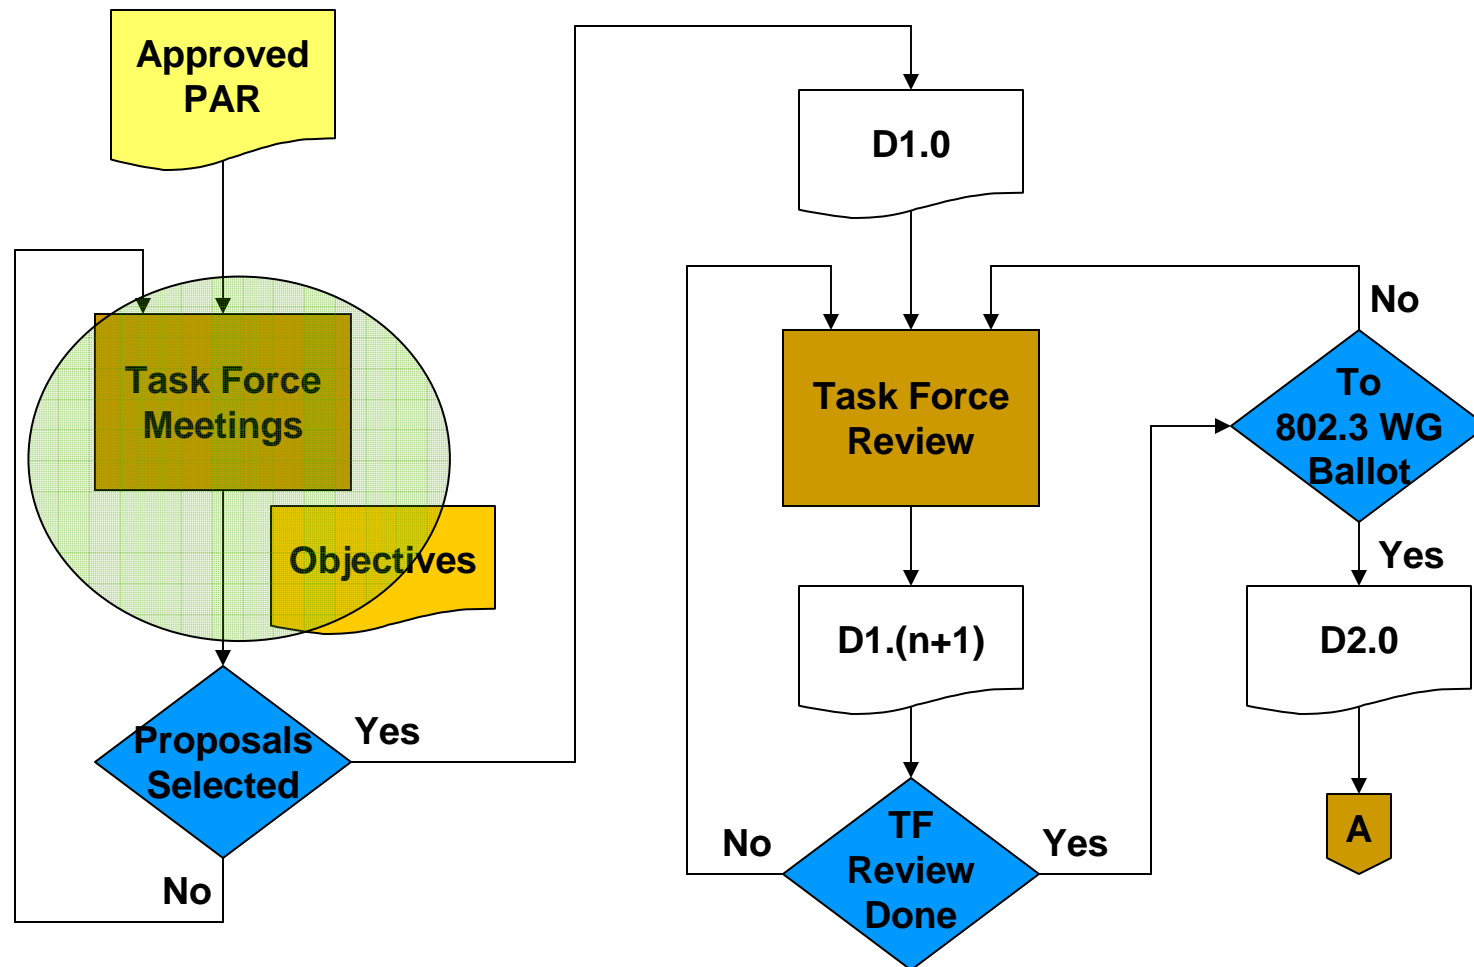 Approved
PAR
Task Force
Meetings
Objectives
Proposals
Selected
Yes
No
D1.0
Task Force
Review
D1.(n+1)
TF
Review
Done
No
Yes
To
802.3 WG
Ballot
No
Yes
D2.0
A